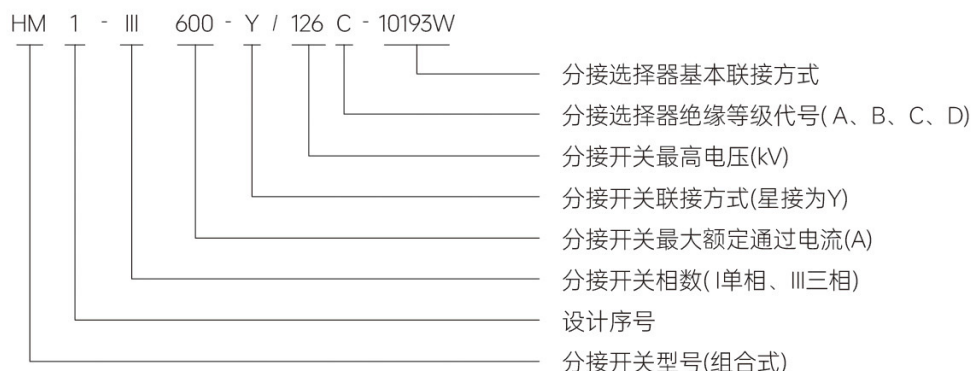 HM 1 - III 600 - Y / 126 C - 10193W
分接选择器基本联接方式
分接选择器绝缘等级代号( A、B、C、D)
分接开关最高电压(kV)
分接开关联接方式(星接为Y)
分接开关最大额定通过电流(A)
分接开关相数( I单相、III三相)
设计序号
分接开关型号(组合式)